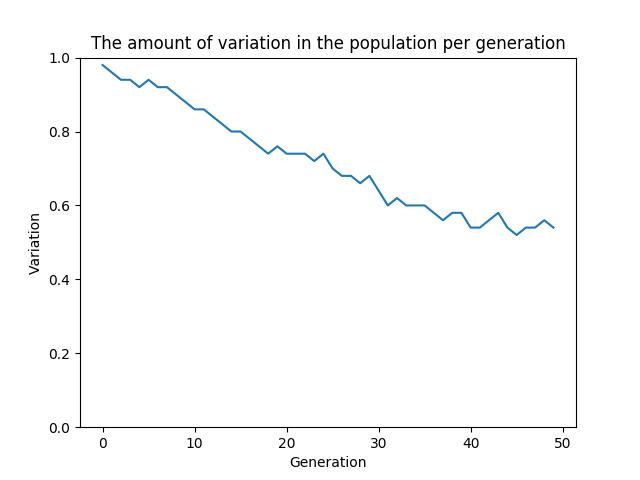 The amount of variation in the population per generation
1.0
0.8
0.6
0.4
0.2
0.0
Variation
0 10 20 30 40 50
Generation